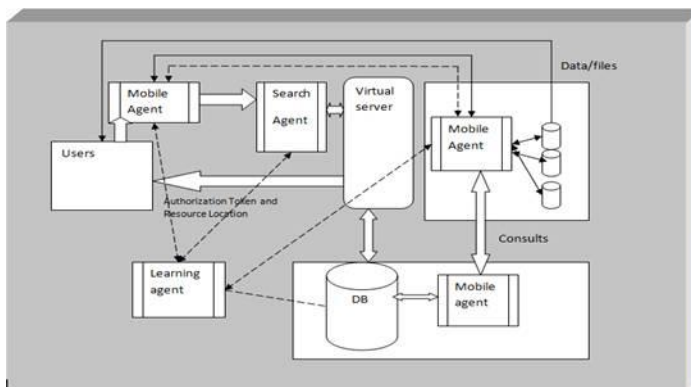 Data/files
Mobile
Agent
Search
Agent
Virtual
server
Mobile
Agent
Users
Authorization Token and
Resource Location
Consults
Learning
agent
DB
Mobile
agent